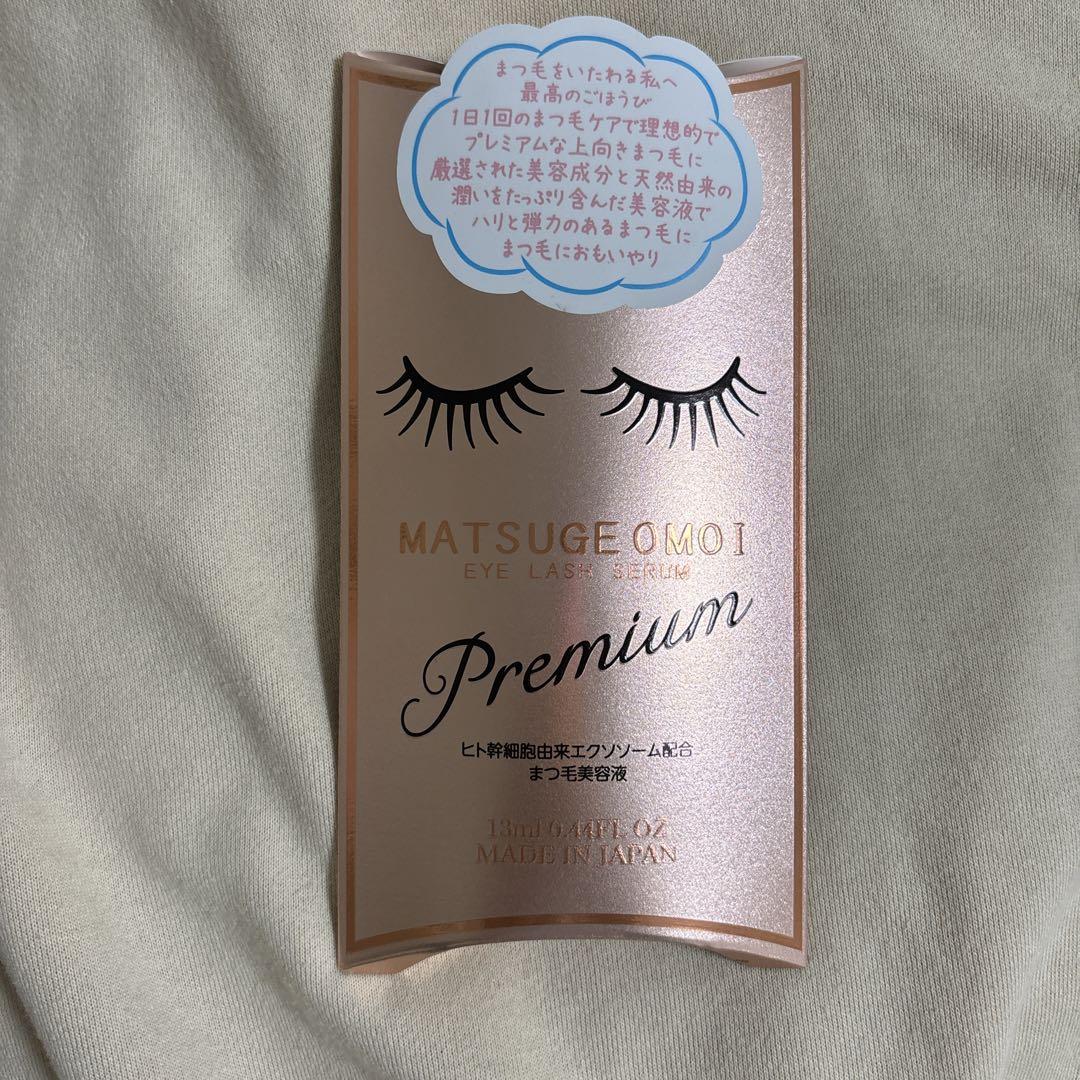 まつ毛をいたわる私へ
最高のごほうび
1日1回のまつ毛ケアで理想的で
プレミアムな上向きまつ毛に
厳選された美容成分と天然由来の
潤いをたっぷり含んだ美容液で
ハリと弾力のあるまつ毛に
まつ毛におもいやり
MATSUGE OMOI
EYE LASH SERUM
Premium
ヒト幹細胞由来エクソソーム配合
まつ毛美容液
13ml 0.44FL OZ
MADE IN JAPAN